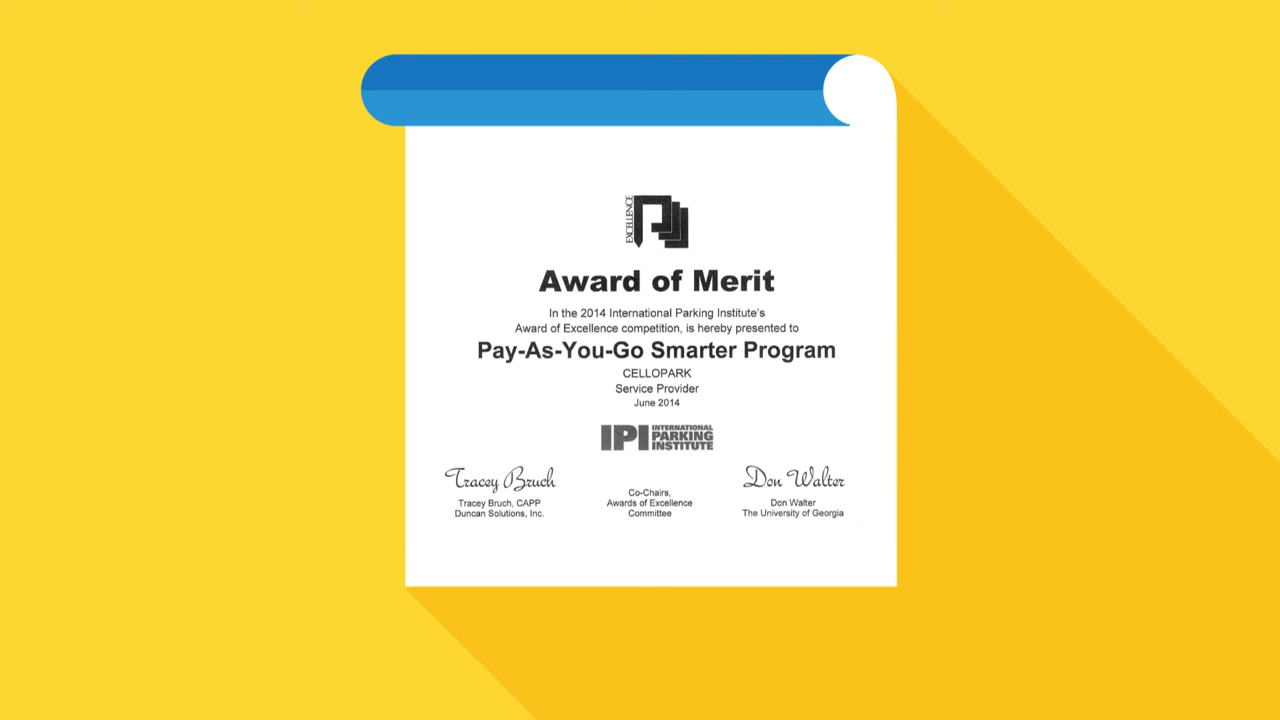 EXCELLENCE
Award of Merit
In the 2014 International Parking Institute's
Award of Excellence competition, is hereby presented to
Pay-As-You-Go Smarter Program
CELLOPARK
Service Provider
June 2014
IPI INTERNATIONAL
PARKING
INSTITUTE
Tracey Bruch
Don Walter
Tracey Bruch, CAPP
Duncan Solutions, Inc.
Co-Chairs,
Awards of Excellence
Committee
Don Walter
The University of Georgia